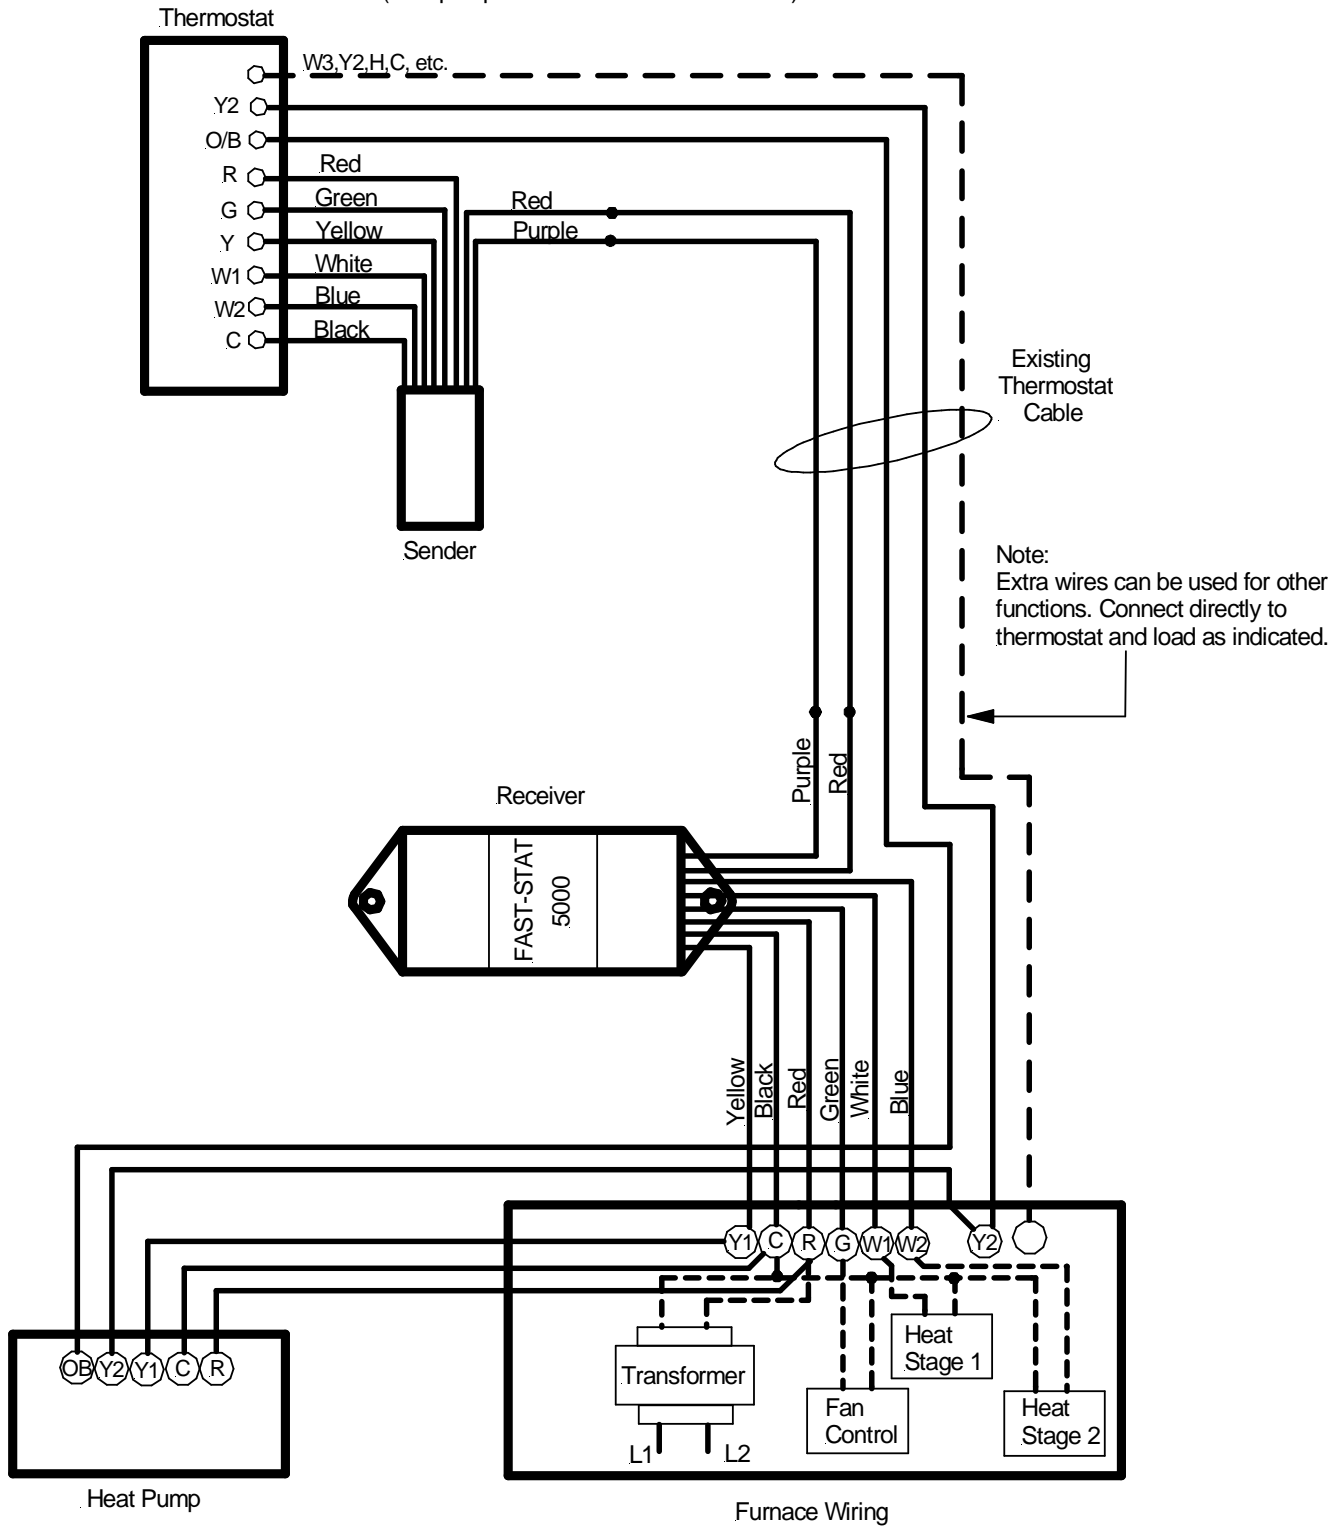 Thermostat
W3,Y2,H,C, etc.
Y2
O/B
R
Red
G
Green
Y
Yellow
W1
White
W2
Blue
C
Black
Red
Purple
Sender
Existing
Thermostat
Cable
Note:
Extra wires can be used for other
functions. Connect directly to
thermostat and load as indicated.
Purple
Red
Receiver
FAST-STAT
5000
Yellow
Black
Red
Green
White
Blue
Y1
C
R
G
W1
W2
Y2
OB
Y2
Y1
C
R
Heat Pump
Transformer
L1
L2
Fan
Control
Heat
Stage 1
Heat
Stage 2
Furnace Wiring